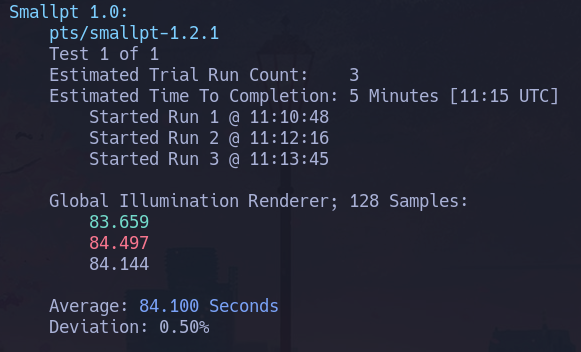 Smallpt 1.0:
pts/smallpt-1.2.1
Test 1 of 1
Estimated Trial Run Count: 3
Estimated Time To Completion: 5 Minutes [11:15 UTC]
Started Run 1 @ 11:10:48
Started Run 2 @ 11:12:16
Started Run 3 @ 11:13:45
Global Illumination Renderer; 128 Samples:
83.659
84.497
84.144
Average: 84.100 Seconds
Deviation: 0.50%